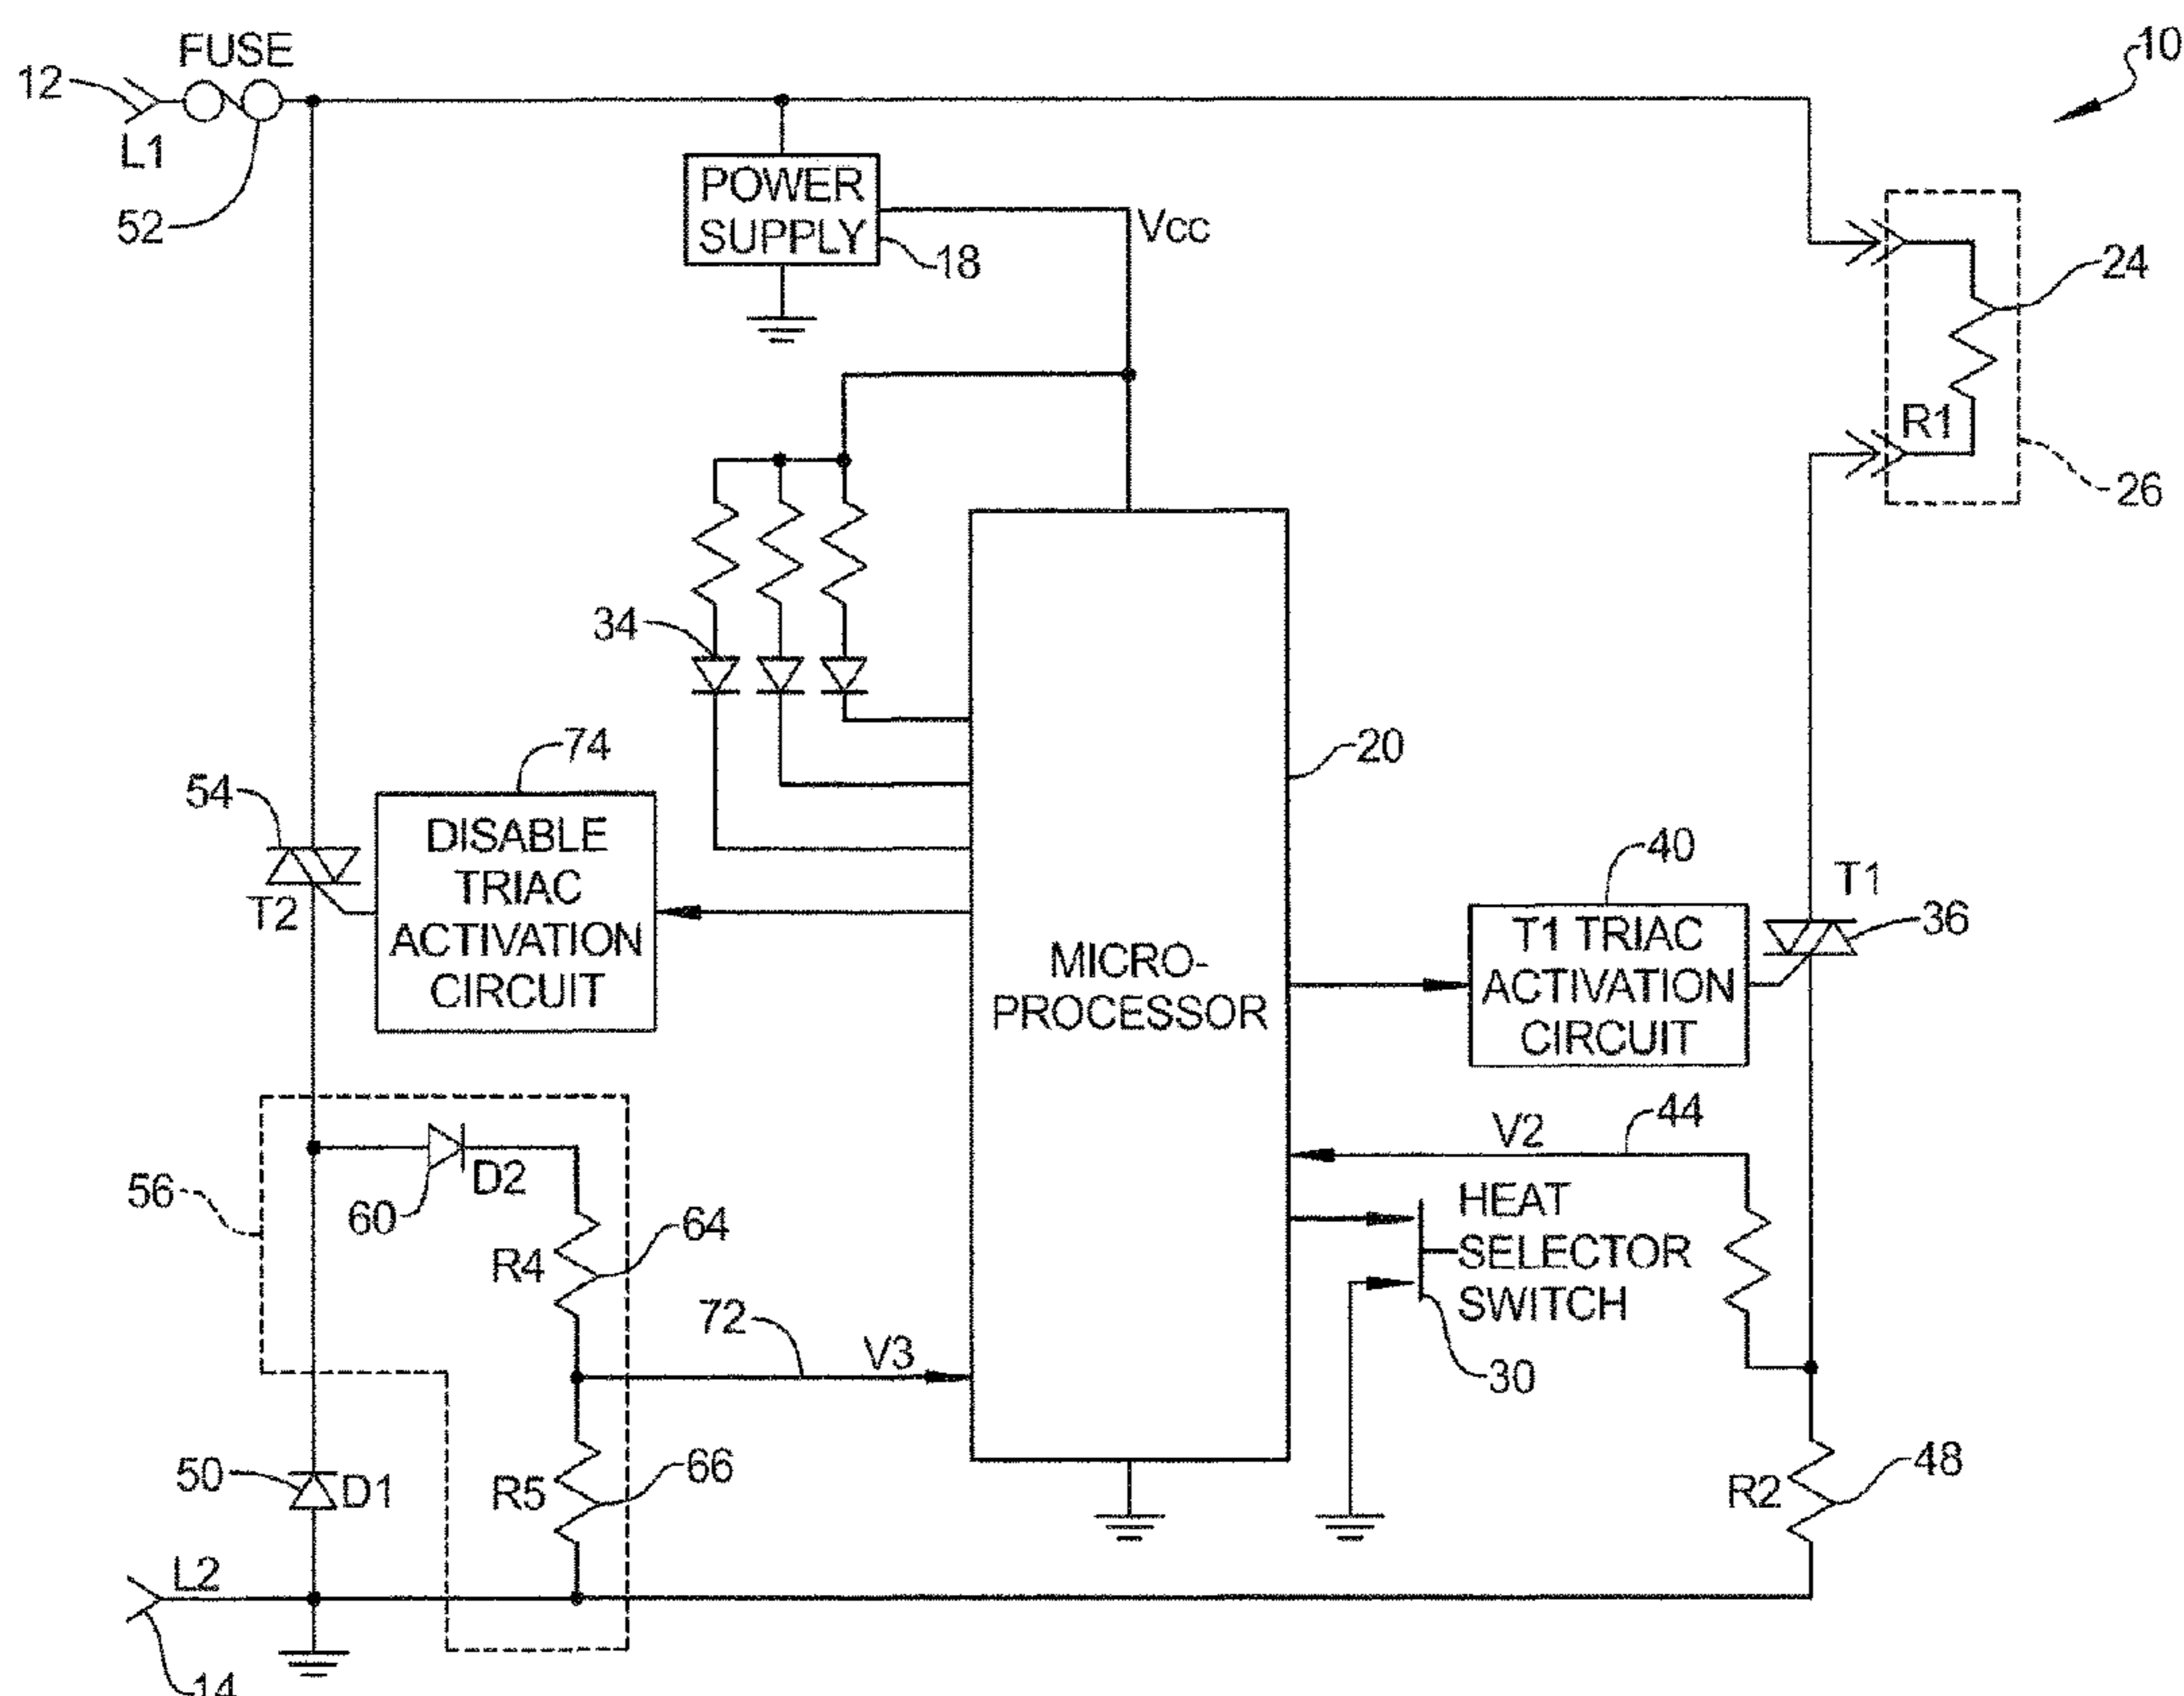 FUSE
10
12
L1
52
POWER
SUPPLY
18
Vcc
24
R1
26
34
20
74
54
DISABLE
TRIAC
ACTIVATION
CIRCUIT
T2
MICRO-
PROCESSOR
40
T1
36
T1 TRIAC
ACTIVATION
CIRCUIT
44
V2
56
D2
60
R4
64
HEAT
SELECTOR
SWITCH
72
V3
30
50
D1
R5
66
R2
48
L2
14